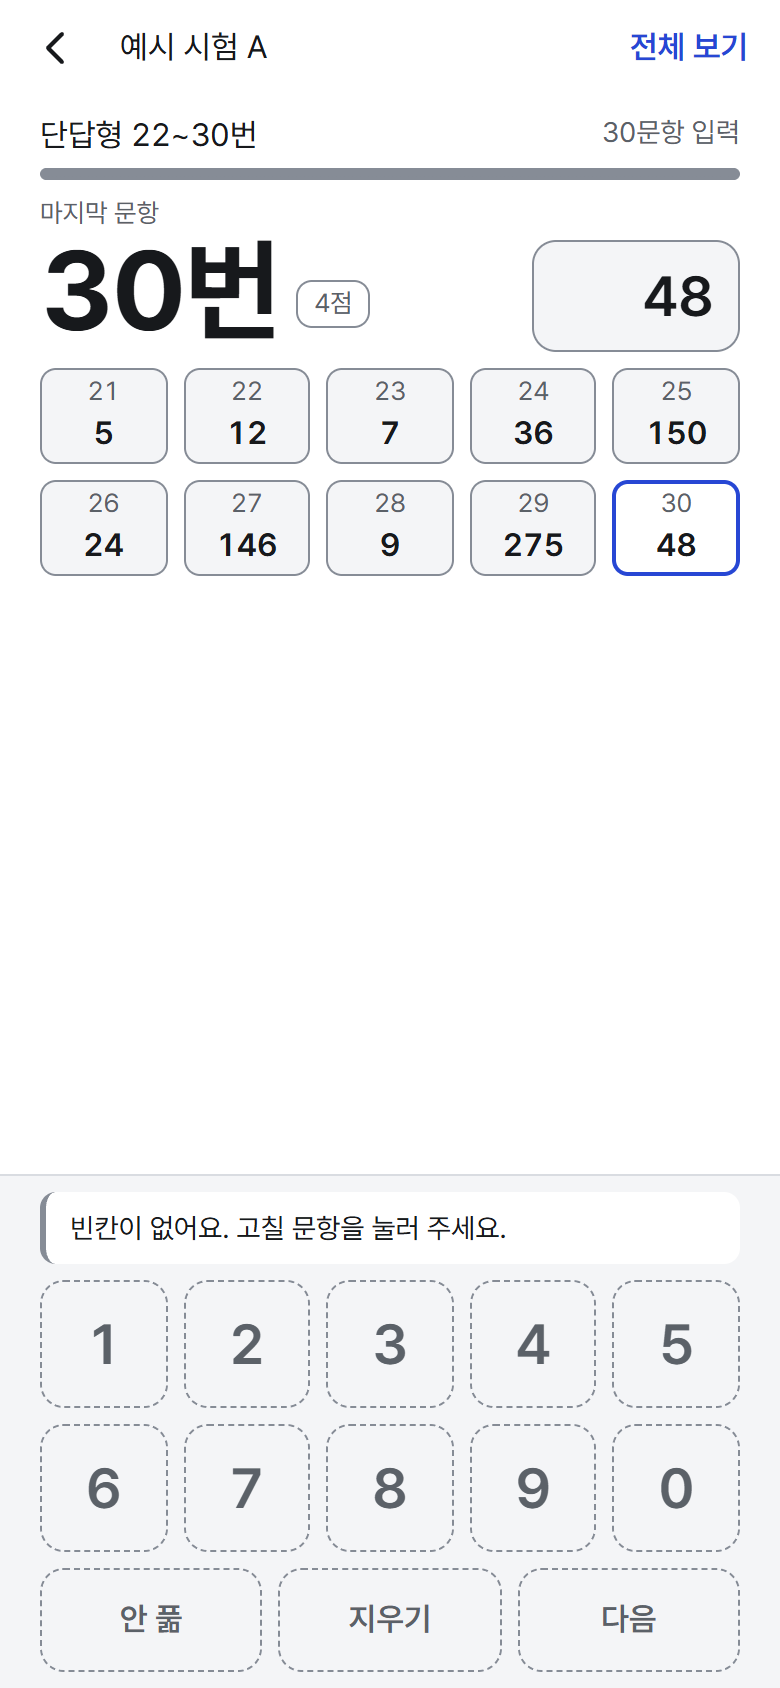 예시 시험 A 전체 보기
단답형 22~30번 30문항 입력
마지막 문항
30번 4점 48
21 22 23 24 25
5 12 7 36 150
26 27 28 29 30
24 146 9 275 48
빈칸이 없어요. 고칠 문항을 눌러 주세요.
1 2 3 4 5
6 7 8 9 0
안 풂 지우기 다음